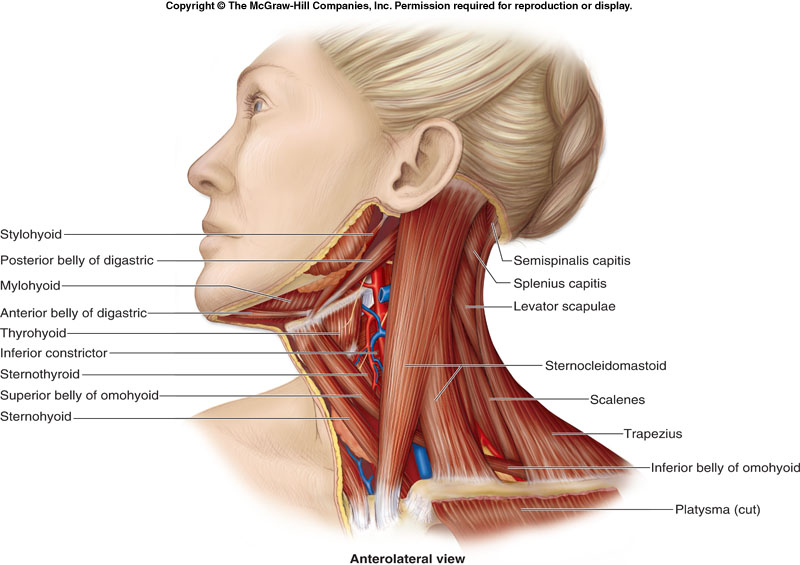 Copyright © The McGraw-Hill Companies, Inc. Permission required for reproduction or display.
Stylohyoid
Posterior belly of digastric
Mylohyoid
Anterior belly of digastric
Thyrohyoid
Inferior constrictor
Sternothyroid
Superior belly of omohyoid
Sternohyoid
Semispinalis capitis
Splenius capitis
Levator scapulae
Sternocleidomastoid
Scalenes
Trapezius
Inferior belly of omohyoid
Platysma (cut)
Anterolateral view